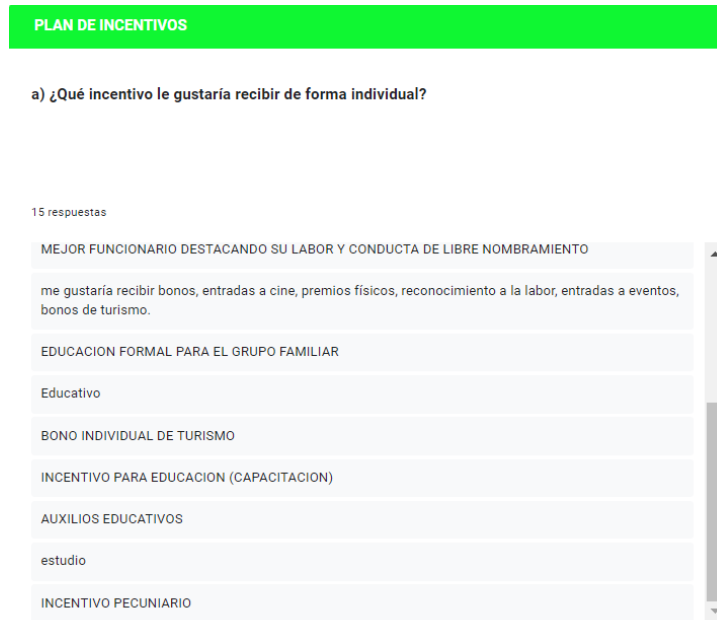 PLAN DE INCENTIVOS
a) ¿Qué incentivo le gustaría recibir de forma individual?
15 respuestas
MEJOR FUNCIONARIO DESTACANDO SU LABOR Y CONDUCTA DE LIBRE NOMBRAMIENTO
me gustaría recibir bonos, entradas a cine, premios físicos, reconocimiento a la labor, entradas a eventos,
bonos de turismo.
EDUCACION FORMAL PARA EL GRUPO FAMILIAR
Educativo
BONO INDIVIDUAL DE TURISMO
INCENTIVO PARA EDUCACION (CAPACITACION)
AUXILIOS EDUCATIVOS
estudio
INCENTIVO PECUNIARIO